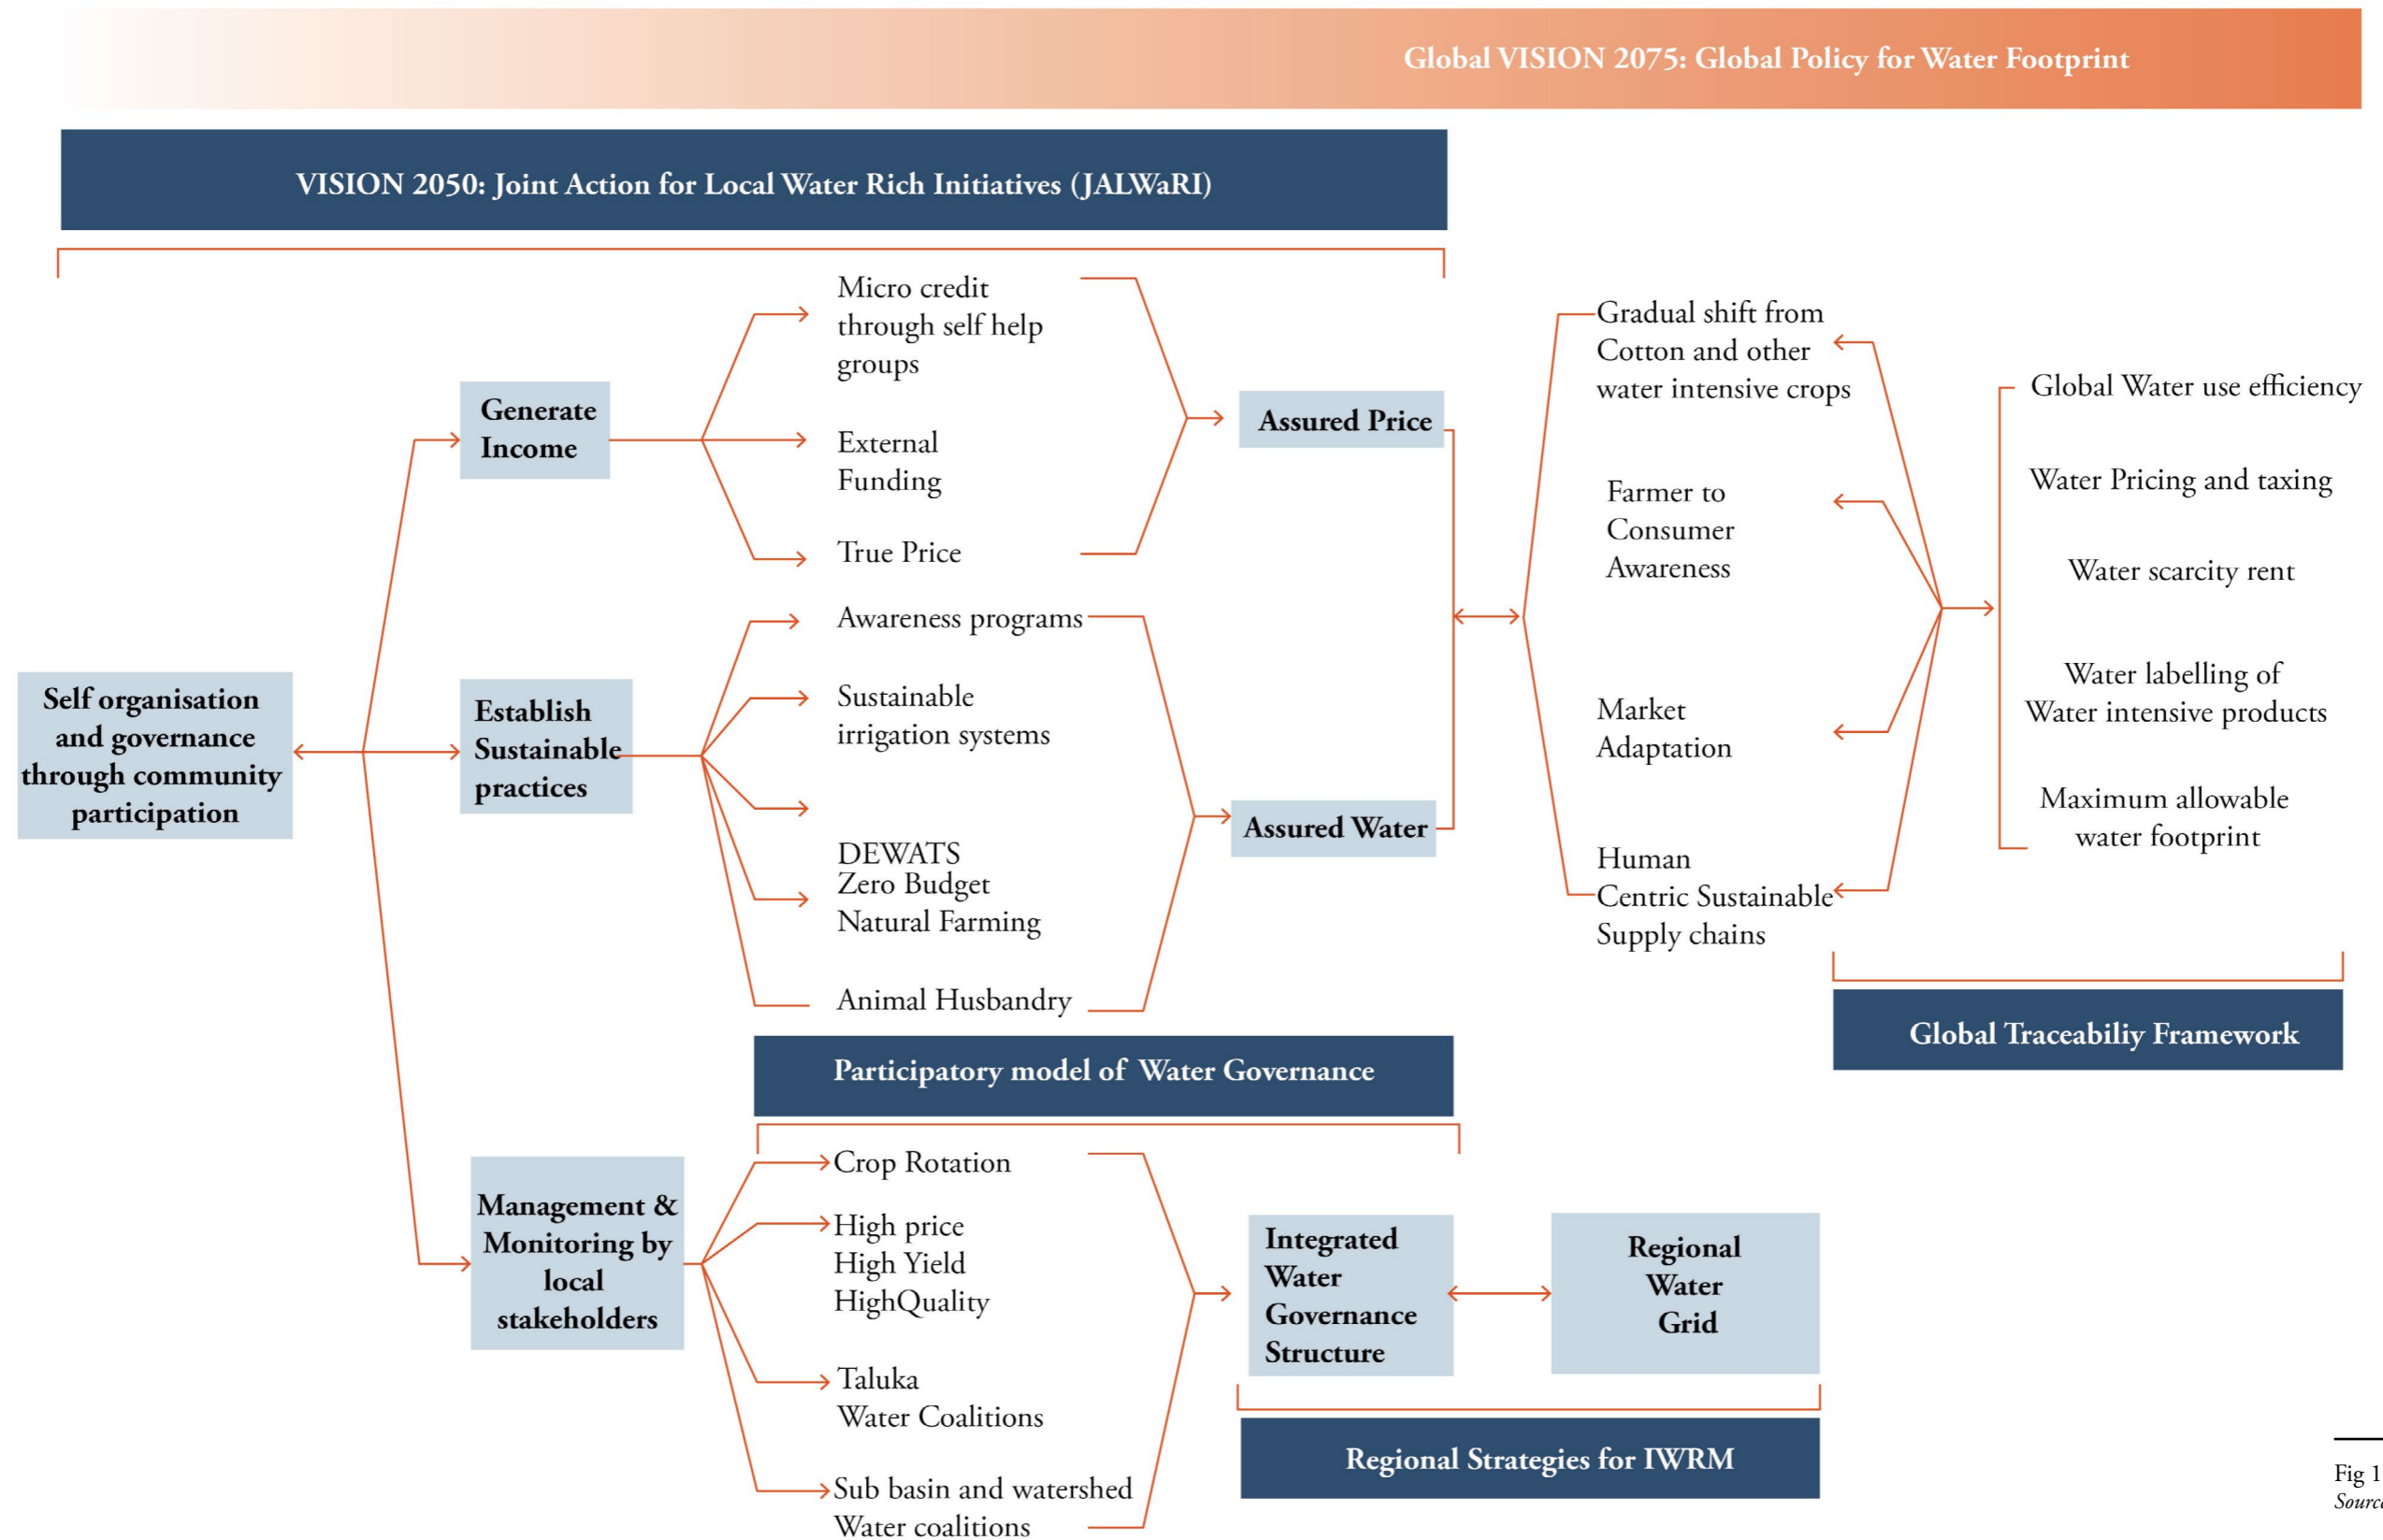 Global VISION 2075: Global Policy for Water Footprint
VISION 2050: Joint Action for Local Water Rich Initiatives (JALWaRI)
Self organisation
and governance
through community
participation
Generate
Income
Establish
Sustainable
practices
Management &
Monitoring by
local
stakeholders
Micro credit
through self help
groups
External
Funding
True Price
Awareness programs
Sustainable
irrigation systems
DEWATS
Zero Budget
Natural Farming
Animal Husbandry
Participatory model of Water Governance
Crop Rotation
High price
High Yield
HighQuality
Taluka
Water Coalitions
Sub basin and watershed
Water coalitions
Assured Price
Assured Water
Integrated
Water
Governance
Structure
Regional
Water
Grid
Regional Strategies for IWRM
Gradual shift from
Cotton and other
water intensive crops
Farmer to
Consumer
Awareness
Market
Adaptation
Human
Centric Sustainable
Supply chains
Global Water use efficiency
Water Pricing and taxing
Water scarcity rent
Water labelling of
Water intensive products
Maximum allowable
water footprint
Global Traceabiliy Framework
Fig 1